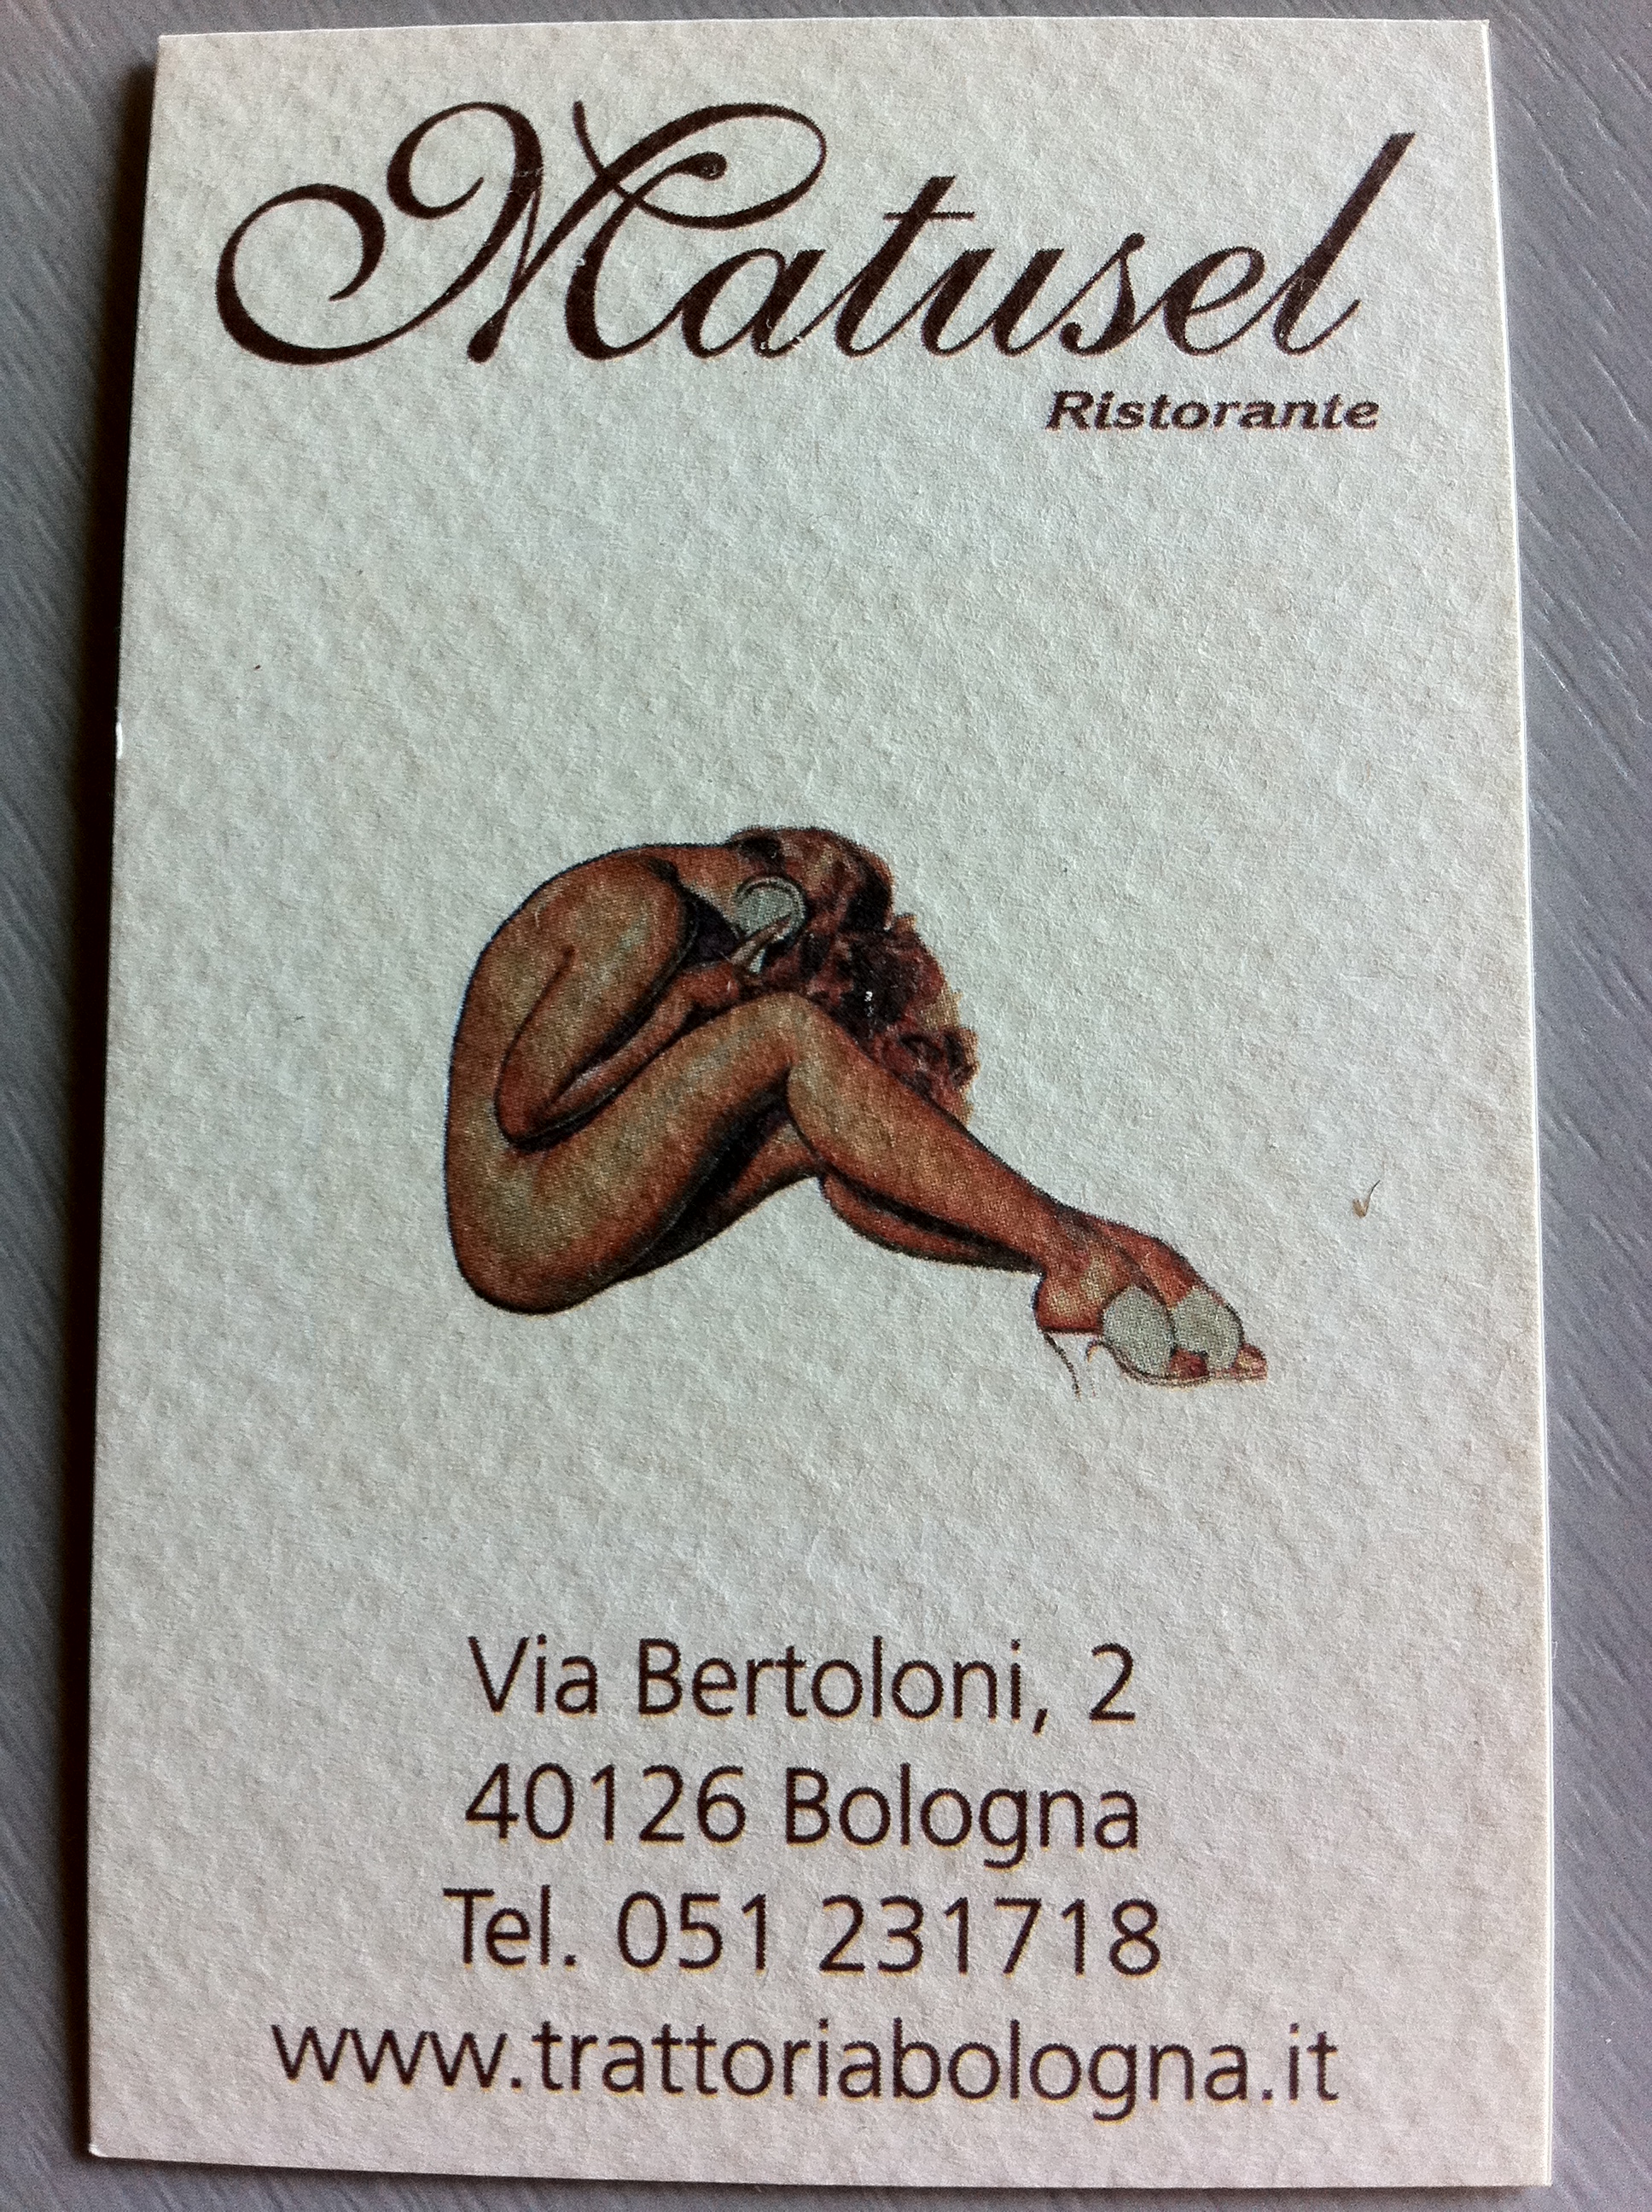 Matusel
Ristorante
Via Bertoloni, 2
40126 Bologna
Tel. 051 231718
www.trattoriabologna.it